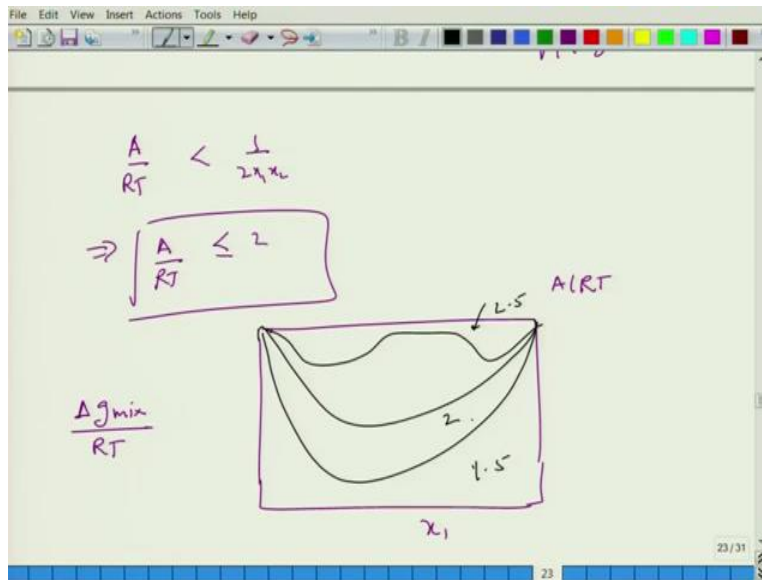 File Edit View Insert Actions Tools Help
A/RT < 1/2x₁x₂
⇒ A/RT ≤ 2
A/RT
2.5
2.
1.5
Δgmix/RT
x₁
23/31
23